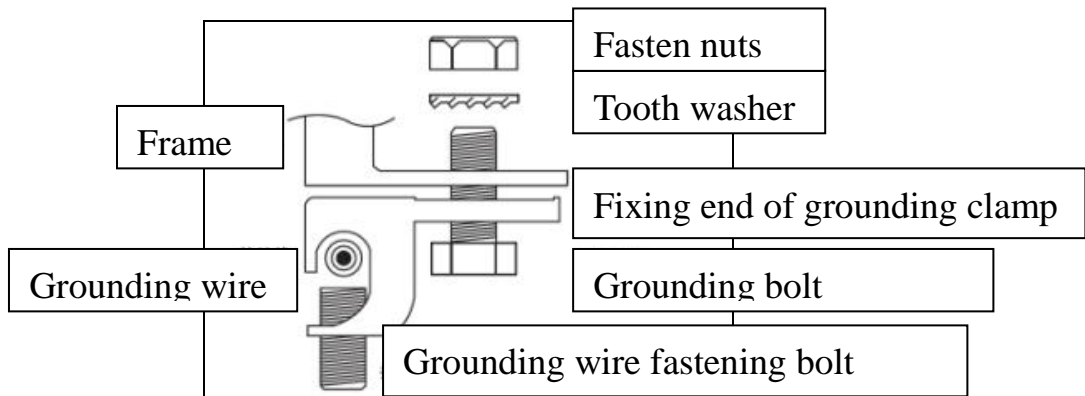 Fasten nuts
Tooth washer
Frame
Fixing end of grounding clamp
Grounding wire
Grounding bolt
Grounding wire fastening bolt